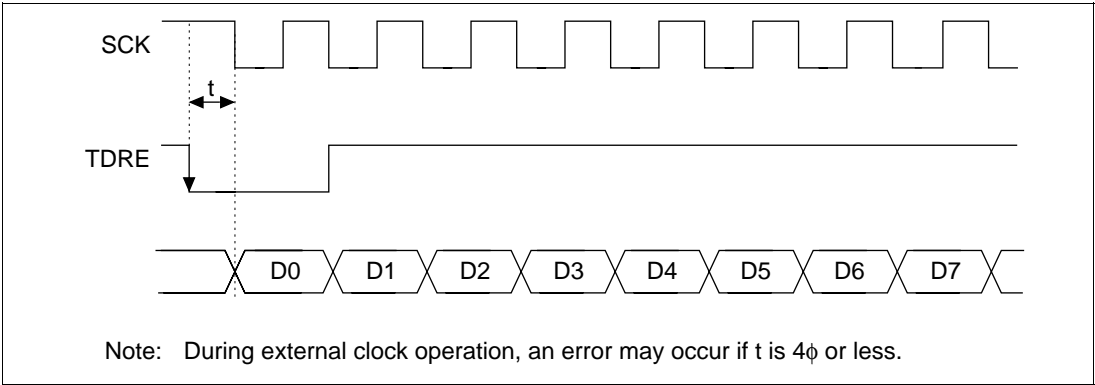 SCK
t
TDRE
D0 D1 D2 D3 D4 D5 D6 D7
Note: During external clock operation, an error may occur if t is 4ϕ or less.